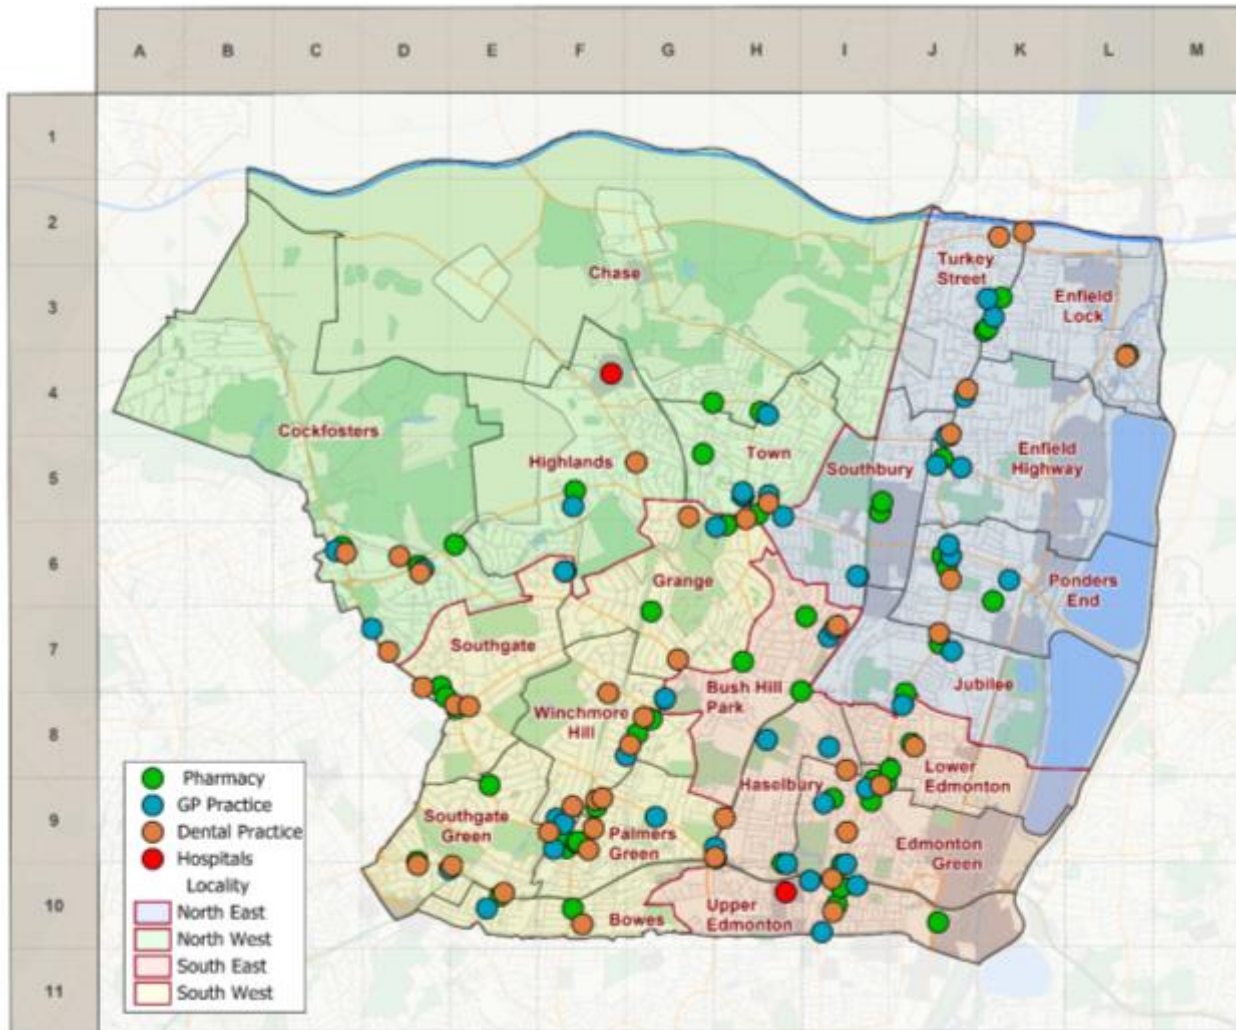 A B C D E F G H I J K L M
1
2
3
4
5
6
7
8
9
10
11
Chase
Turkey
Street
Enfield
Lock
Cockfosters
Highlands
Town
Southbury
Enfield
Highway
Grange
Ponders
End
Southgate
Bush Hill
Park
Jubilee
Winchmore
Hill
Haselbury
Lower
Edmonton
Southgate
Green
Palmers
Green
Edmonton
Green
Bowes
Upper
Edmonton
Pharmacy
GP Practice
Dental Practice
Hospitals
Locality
North East
North West
South East
South West